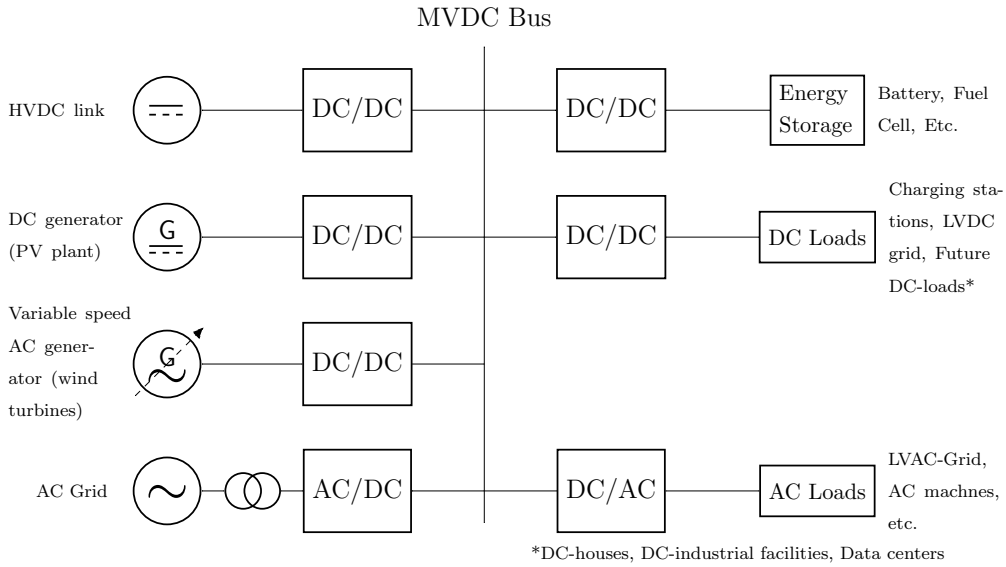 MVDC Bus
HVDC link
DC/DC
DC/DC
Energy
Storage
Battery, Fuel
Cell, Etc.
DC generator
(PV plant)
G
DC/DC
DC/DC
DC Loads
Charging sta-
tions, LVDC
grid, Future
DC-loads*
Variable speed
AC gener-
ator (wind
turbines)
G
DC/DC
AC Grid
AC/DC
DC/AC
AC Loads
LVAC-Grid,
AC machnes,
etc.
*DC-houses, DC-industrial facilities, Data centers